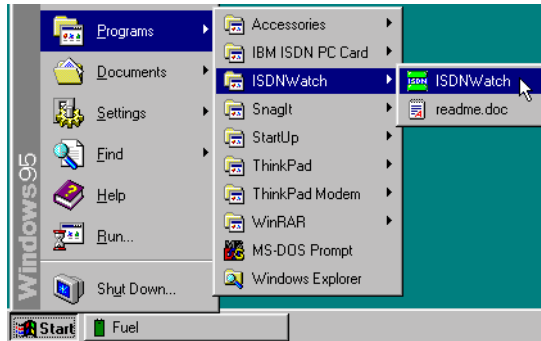 Programs
Documents
Settings
Find
Help
Run...
Shut Down...
Windows95
Accessories
IBM ISDN PC Card
ISDNWatch
SnagIt
StartUp
ThinkPad
ThinkPad Modem
WinRAR
MS-DOS Prompt
Windows Explorer
ISDN ISDNWatch
readme.doc
Start
Fuel